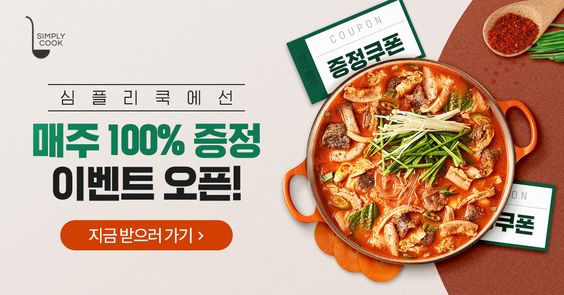 SIMPLY
COOK
심플리쿡에선
매주 100% 증정
이벤트 오픈!
지금 받으러 가기 >
COUPON
증정쿠폰
COUPON
쿠폰